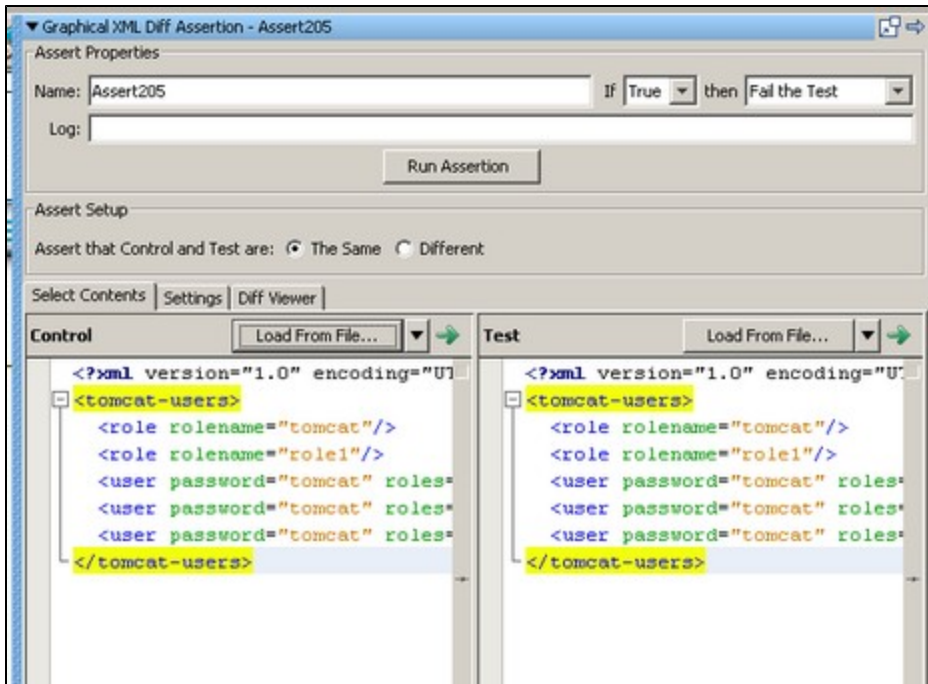 Graphical XML Diff Assertion - Assert205
Assert Properties
Name: Assert205 If True then Fail the Test
Log:
Run Assertion
Assert Setup
Assert that Control and Test are: The Same Different
Select Contents Settings Diff Viewer
Control Load From File... Test Load From File...
<?xml version="1.0" encoding="UT
<tomcat-users>
<role rolename="tomcat"/>
<role rolename="role1"/>
<user password="tomcat" roles=
<user password="tomcat" roles=
<user password="tomcat" roles=
</tomcat-users>
<?xml version="1.0" encoding="UT
<tomcat-users>
<role rolename="tomcat"/>
<role rolename="role1"/>
<user password="tomcat" roles=
<user password="tomcat" roles=
<user password="tomcat" roles=
</tomcat-users>